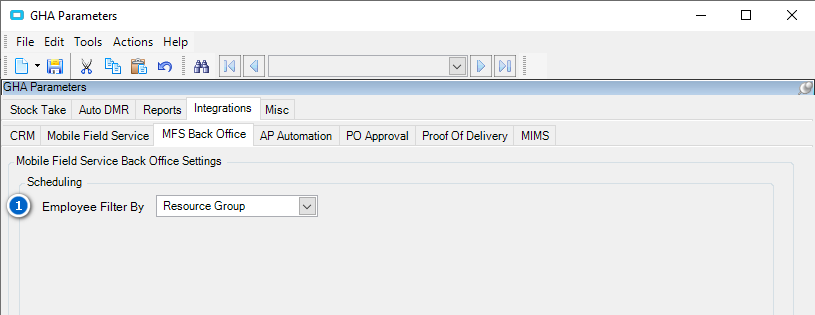 GHA Parameters
File Edit Tools Actions Help
GHA Parameters
Stock Take Auto DMR Reports Integrations Misc
CRM Mobile Field Service MFS Back Office AP Automation PO Approval Proof Of Delivery MIMS
Mobile Field Service Back Office Settings
Scheduling
1 Employee Filter By Resource Group